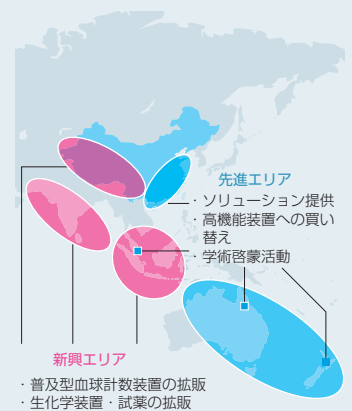 先進エリア
・ソリューション提供
・高機能装置への買い
替え
・学術啓蒙活動
新興エリア
・普及型血球計数装置の拡販
・生化学装置・試薬の拡販